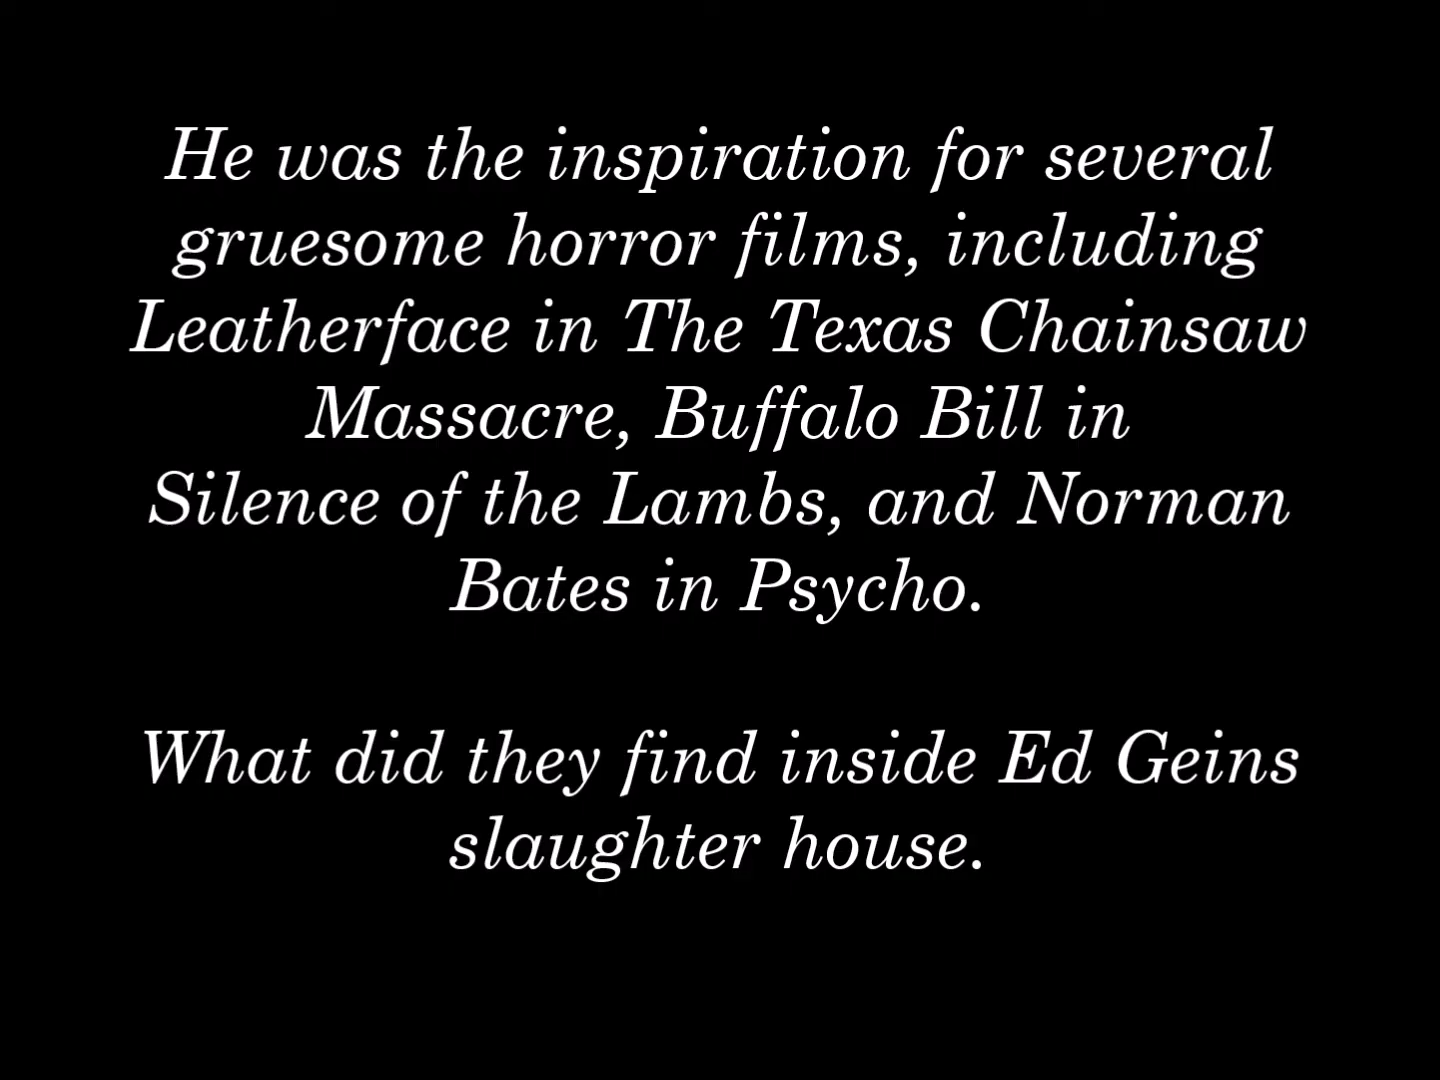 He was the inspiration for several
gruesome horror films, including
Leatherface in The Texas Chainsaw
Massacre, Buffalo Bill in
Silence of the Lambs, and Norman
Bates in Psycho.
What did they find inside Ed Geins
slaughter house.